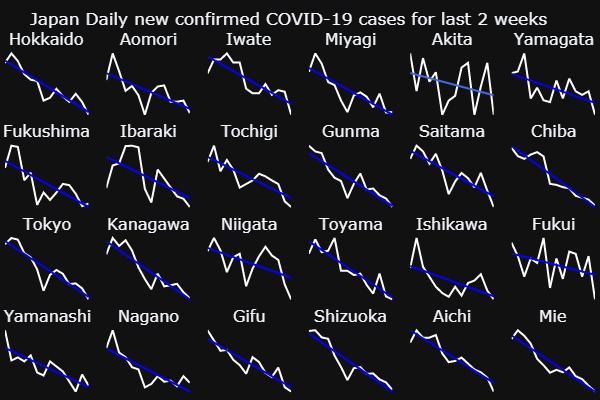 Japan Daily new confirmed COVID-19 cases for last 2 weeks
Hokkaido Aomori Iwate Miyagi Akita Yamagata
Fukushima Ibaraki Tochigi Gunma Saitama Chiba
Tokyo Kanagawa Niigata Toyama Ishikawa Fukui
Yamanashi Nagano Gifu Shizuoka Aichi Mie